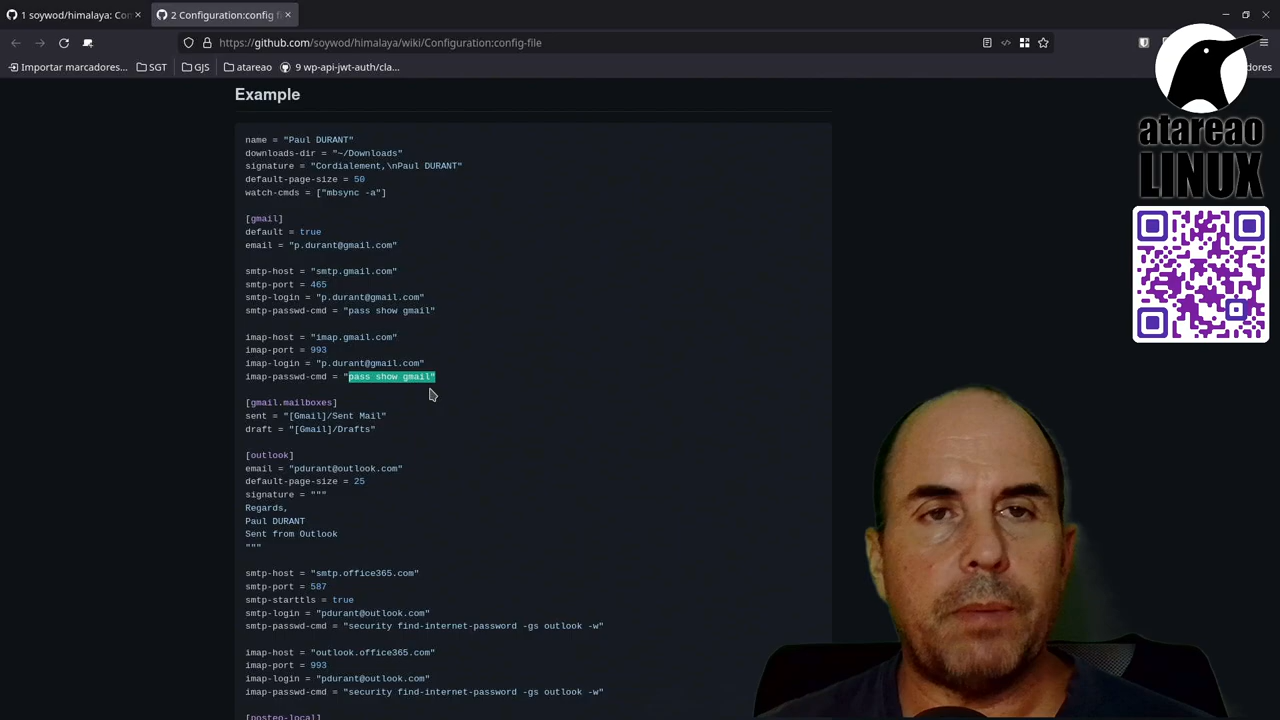 1 soywod/himalaya: Co
2 Configuration:config f
https://github.com/soywod/himalaya/wiki/Configuration:config-file
Importar marcadores...
SGT
GJS
atareao
9 wp-api-jwt-auth/cla...
dores
atareao
LINUX
Example
name = "Paul DURANT"
downloads-dir = "~/Downloads"
signature = "Cordialement,\nPaul DURANT"
default-page-size = 50
watch-cmds = ["mbsync -a"]
[gmail]
default = true
email = "p.durant@gmail.com"
smtp-host = "smtp.gmail.com"
smtp-port = 465
smtp-login = "p.durant@gmail.com"
smtp-passwd-cmd = "pass show gmail"
imap-host = "imap.gmail.com"
imap-port = 993
imap-login = "p.durant@gmail.com"
imap-passwd-cmd = "pass show gmail"
[gmail.mailboxes]
sent = "[Gmail]/Sent Mail"
draft = "[Gmail]/Drafts"
[outlook]
email = "pdurant@outlook.com"
default-page-size = 25
signature = """
Regards,
Paul DURANT
Sent from Outlook
"""
smtp-host = "smtp.office365.com"
smtp-port = 587
smtp-starttls = true
smtp-login = "pdurant@outlook.com"
smtp-passwd-cmd = "security find-internet-password -gs outlook -w"
imap-host = "outlook.office365.com"
imap-port = 993
imap-login = "pdurant@outlook.com"
imap-passwd-cmd = "security find-internet-password -gs outlook -w"
[posteo-local]